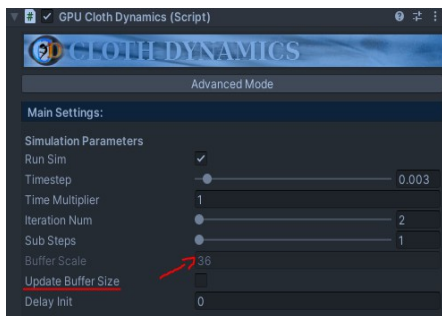 GPU Cloth Dynamics (Script)
CLOTH DYNAMICS
Advanced Mode
Main Settings:
Simulation Parameters
Run Sim
Timestep 0.003
Time Multiplier 1
Iteration Num 2
Sub Steps 1
Buffer Scale 36
Update Buffer Size
Delay Init 0